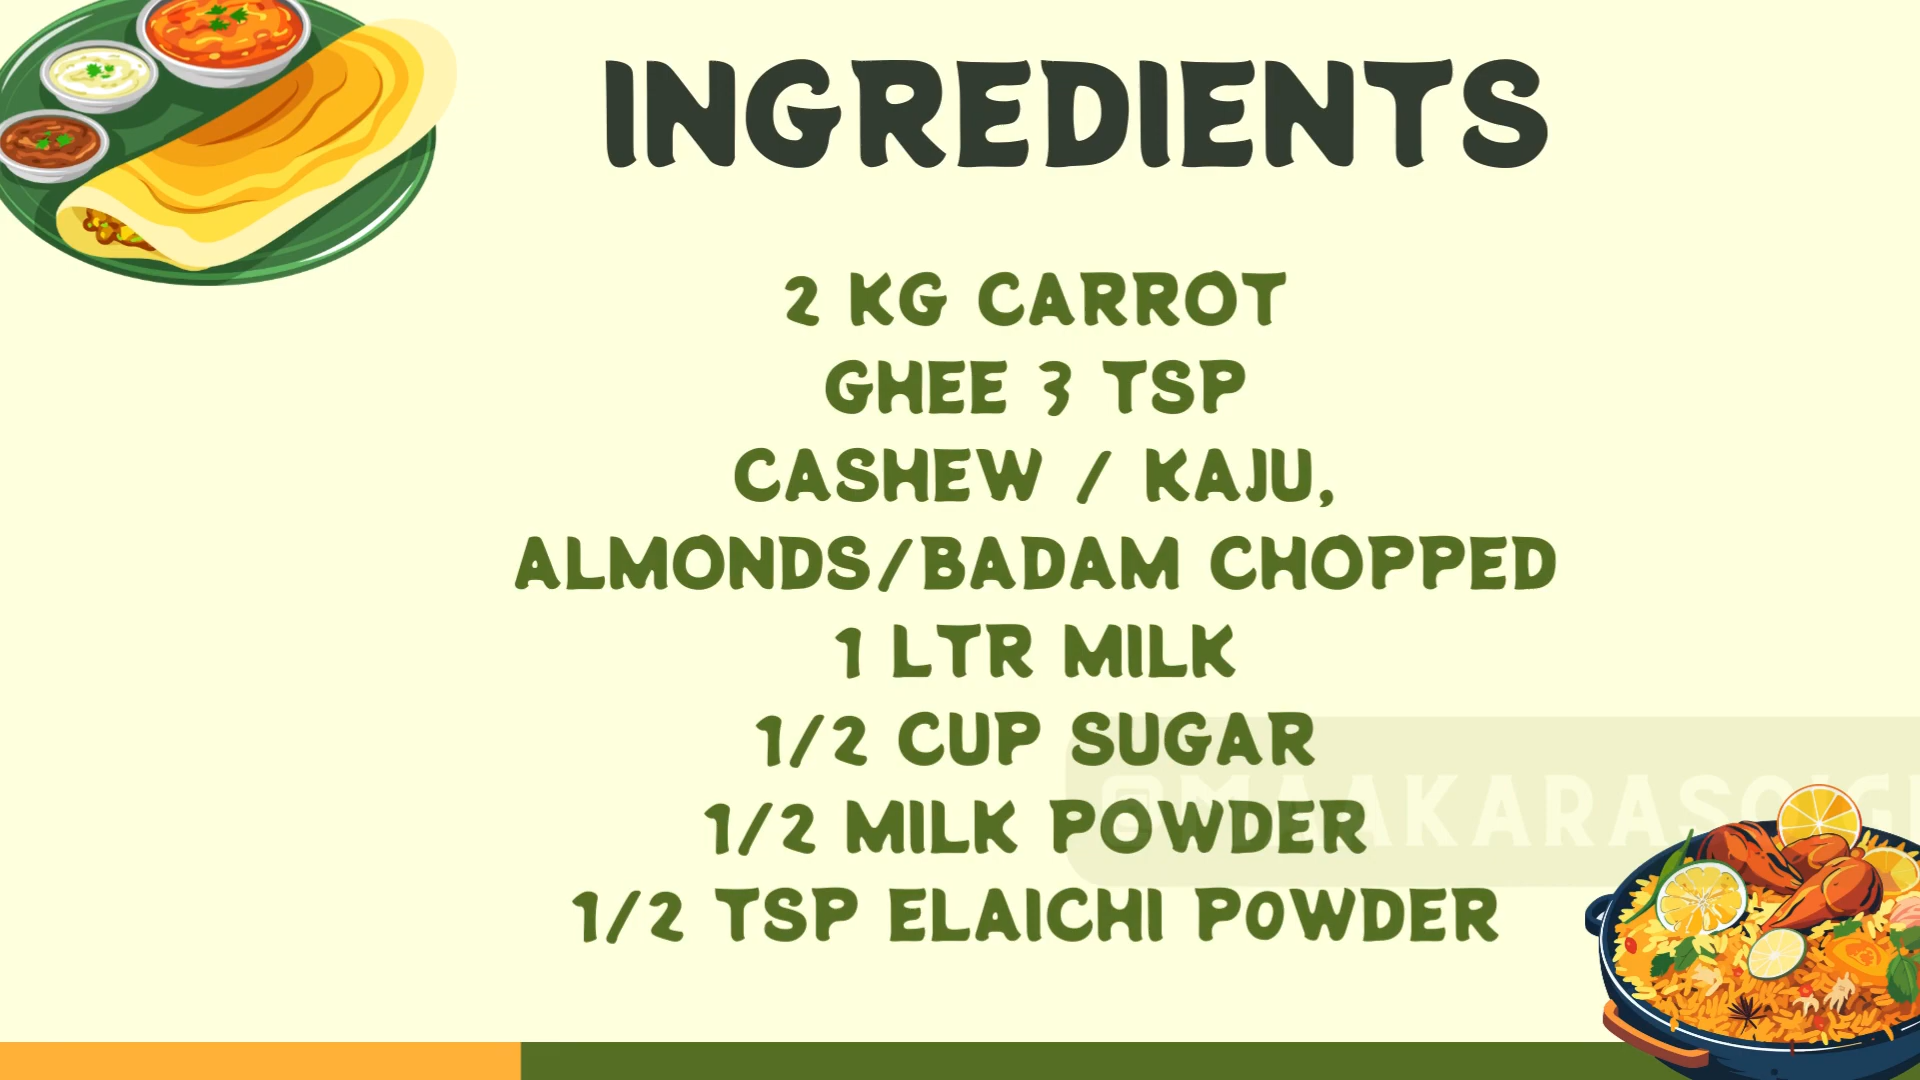 INGREDIENTS
2 KG CARROT
GHEE 3 TSP
CASHEW / KAJU,
ALMONDS/BADAM CHOPPED
1 LTR MILK
1/2 CUP SUGAR
1/2 MILK POWDER
1/2 TSP ELAICHI POWDER